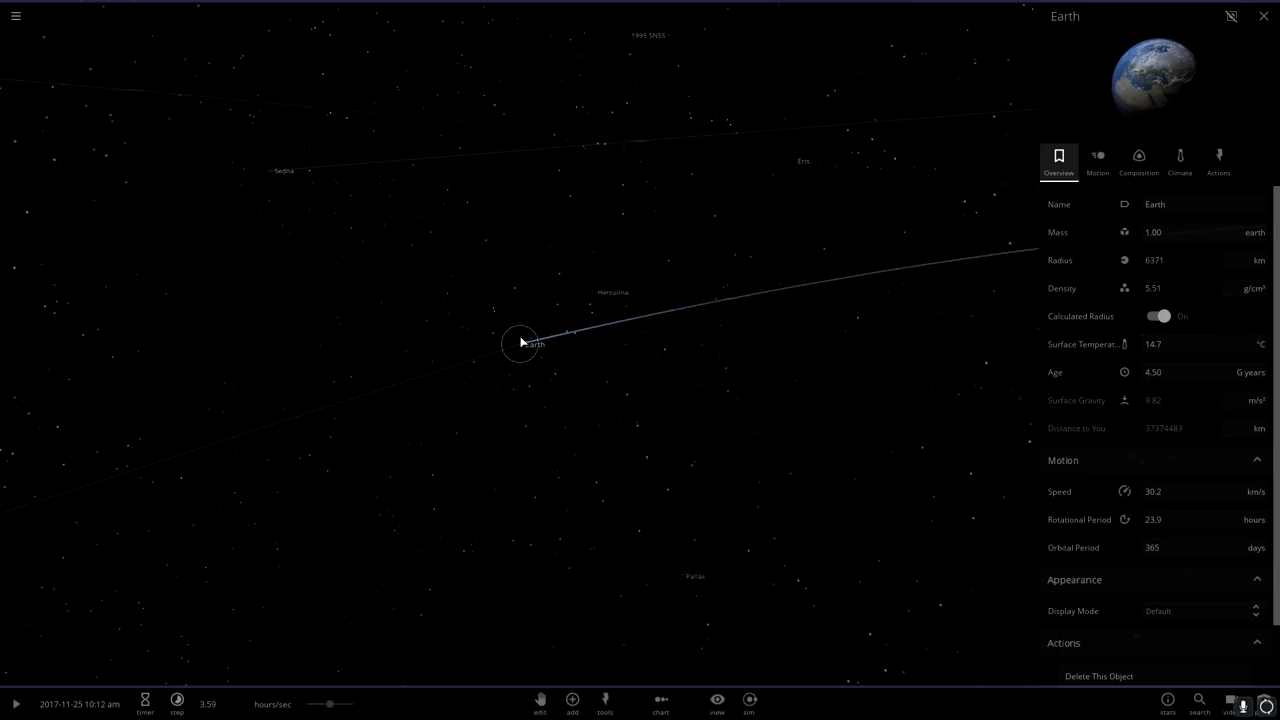 Earth
1995 SN55
Sedna
Eris
Herculina
Earth
Pallas
Overview
Motion
Composition
Climate
Actions
Name Earth
Mass 1.00 earth
Radius 6371 km
Density 5.51 g/cm³
Calculated Radius On
Surface Temperat... 14.7 °C
Age 4.50 G years
Surface Gravity 9.82 m/s²
Distance to You 37374483 km
Motion
Speed 30.2 km/s
Rotational Period 23.9 hours
Orbital Period 365 days
Appearance
Display Mode Default
Actions
Delete This Object
2017-11-25 10:12 am
timer
step
3.59 hours/sec
edit
add
tools
chart
view
sim
stats
search